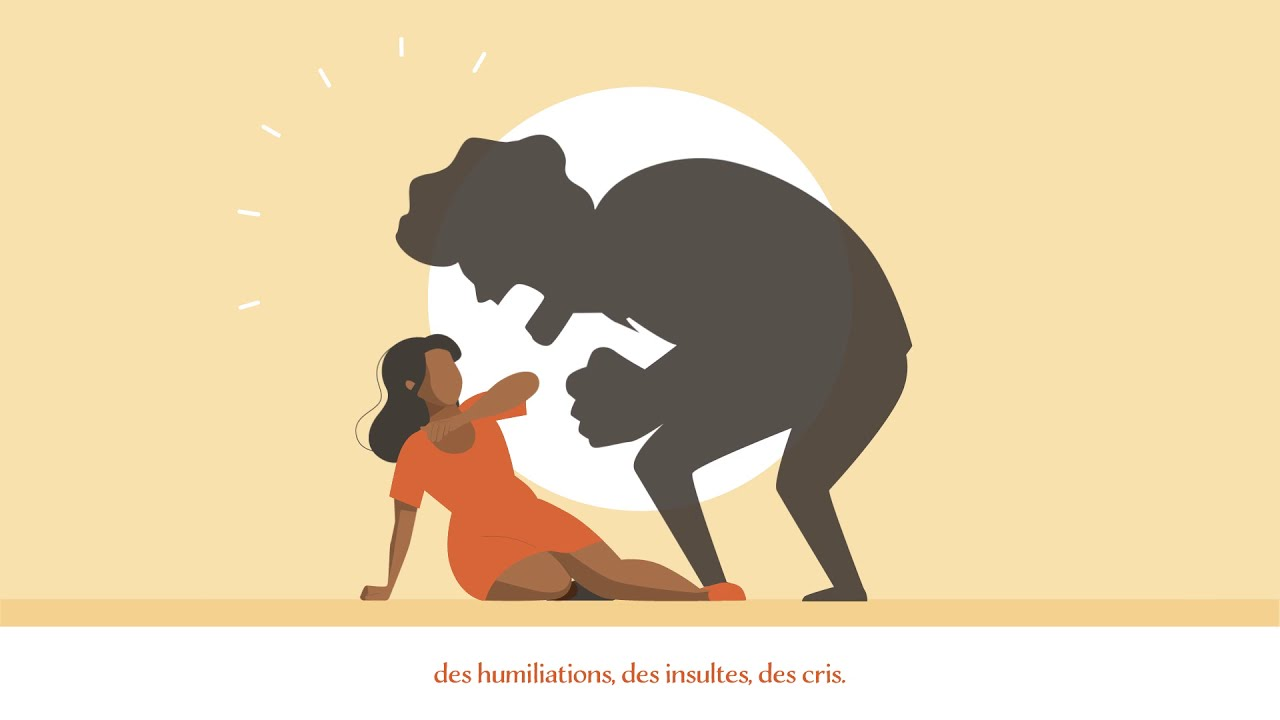 des humiliations, des insultes, des cris.